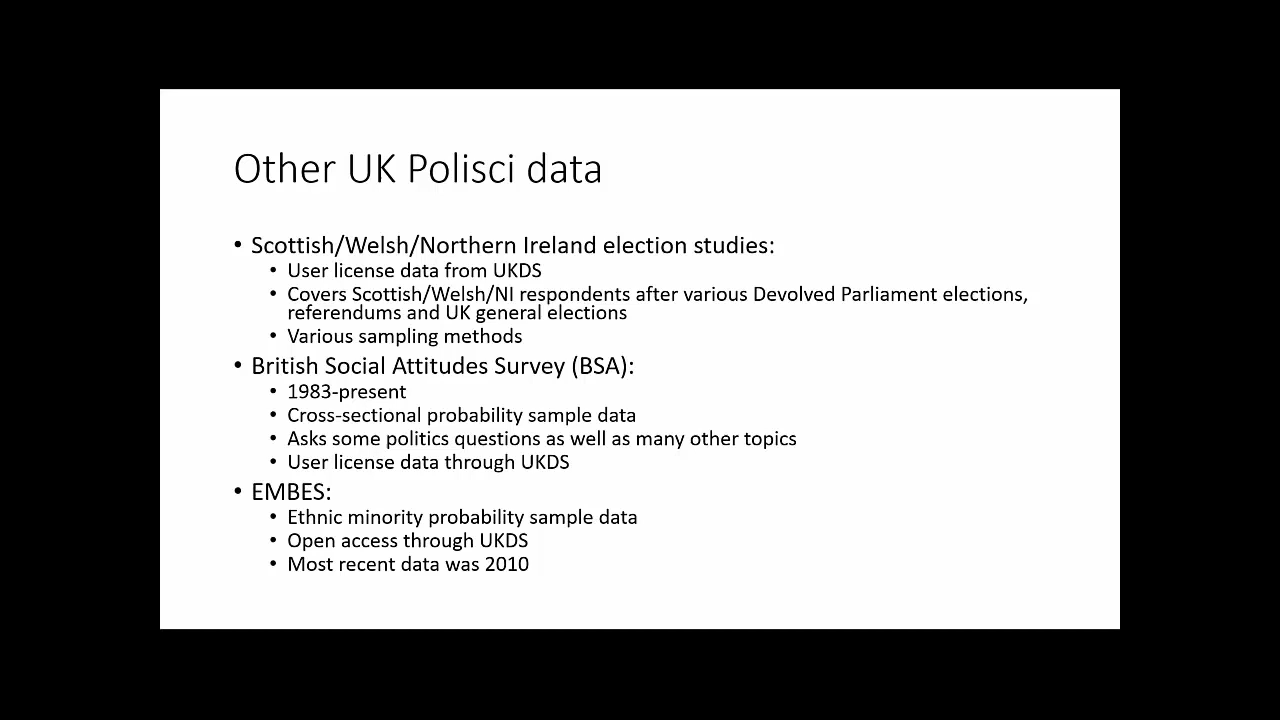 Other UK Polisci data
• Scottish/Welsh/Northern Ireland election studies:
• User license data from UKDS
• Covers Scottish/Welsh/NI respondents after various Devolved Parliament elections,
referendums and UK general elections
• Various sampling methods
• British Social Attitudes Survey (BSA):
• 1983-present
• Cross-sectional probability sample data
• Asks some politics questions as well as many other topics
• User license data through UKDS
• EMBES:
• Ethnic minority probability sample data
• Open access through UKDS
• Most recent data was 2010